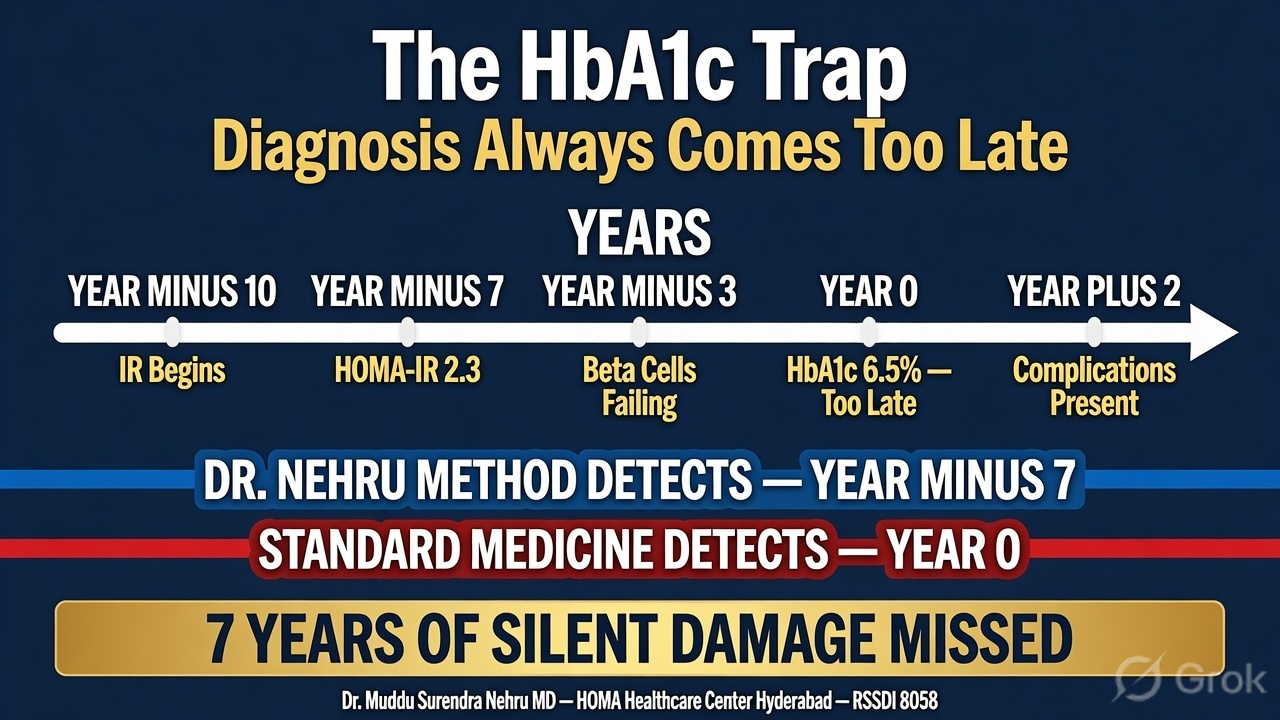 The HbA1c Trap
Diagnosis Always Comes Too Late
YEARS
YEAR MINUS 10
YEAR MINUS 7
YEAR MINUS 3
YEAR 0
YEAR PLUS 2
IR Begins
HOMA-IR 2.3
Beta Cells
Failing
HbA1c 6.5% —
Too Late
Complications
Present
DR. NEHRU METHOD DETECTS — YEAR MINUS 7
STANDARD MEDICINE DETECTS — YEAR 0
7 YEARS OF SILENT DAMAGE MISSED
Dr. Muddu Surendra Nehru MD — HOMA Healthcare Center Hyderabad — RSSDI 8058
Grok